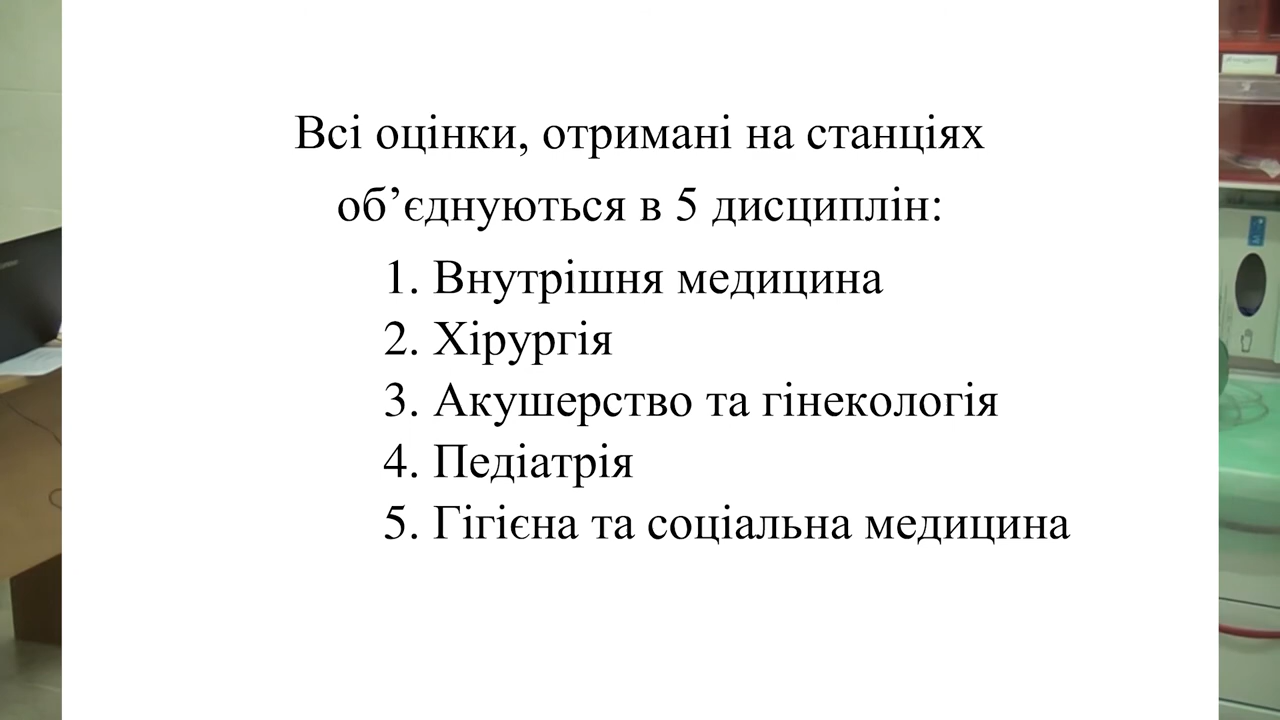 Всі оцінки, отримані на станціях
об’єднуються в 5 дисциплін:
1. Внутрішня медицина
2. Хірургія
3. Акушерство та гінекологія
4. Педіатрія
5. Гігієна та соціальна медицина